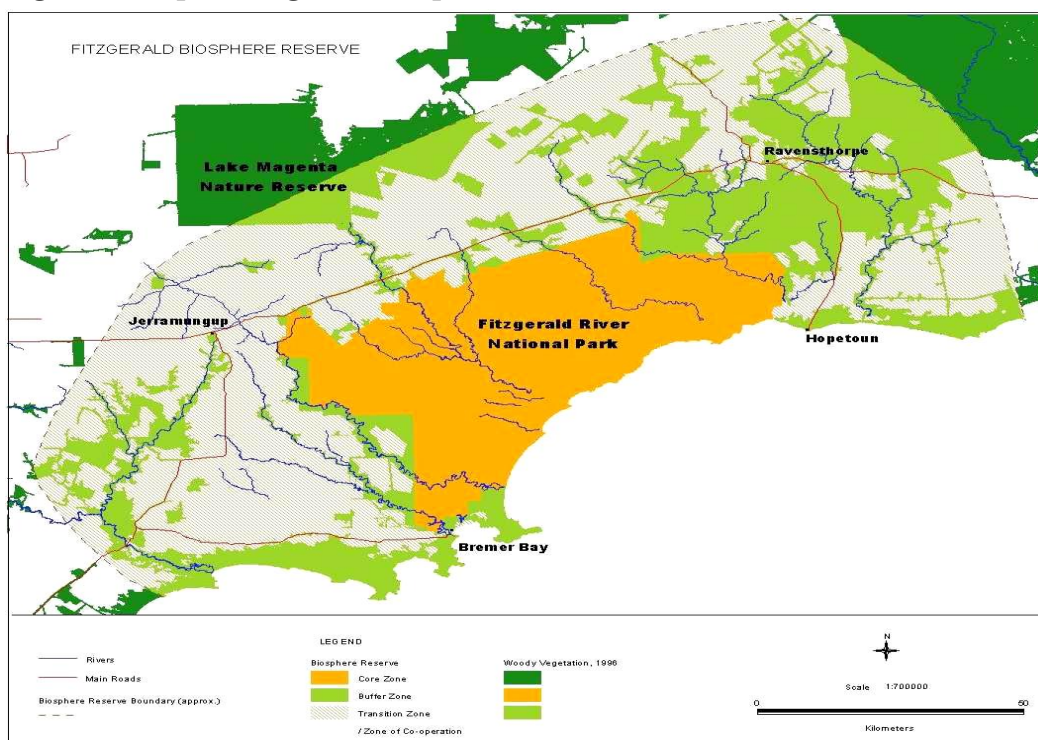 FITZGERALD BIOSPHERE RESERVE
Lake Magenta
Nature Reserve
Ravensthorpe
Jerramungup
Fitzgerald River
National Park
Hopetoun
Bremer Bay
LEGEND
Rivers
Main Roads
Biosphere Reserve Boundary (approx.)
Biosphere Reserve
Core Zone
Buffer Zone
Transition Zone
/ Zone of Co-operation
Woody Vegetation, 1996
N
Scale 1:700000
0 50
Kilometers